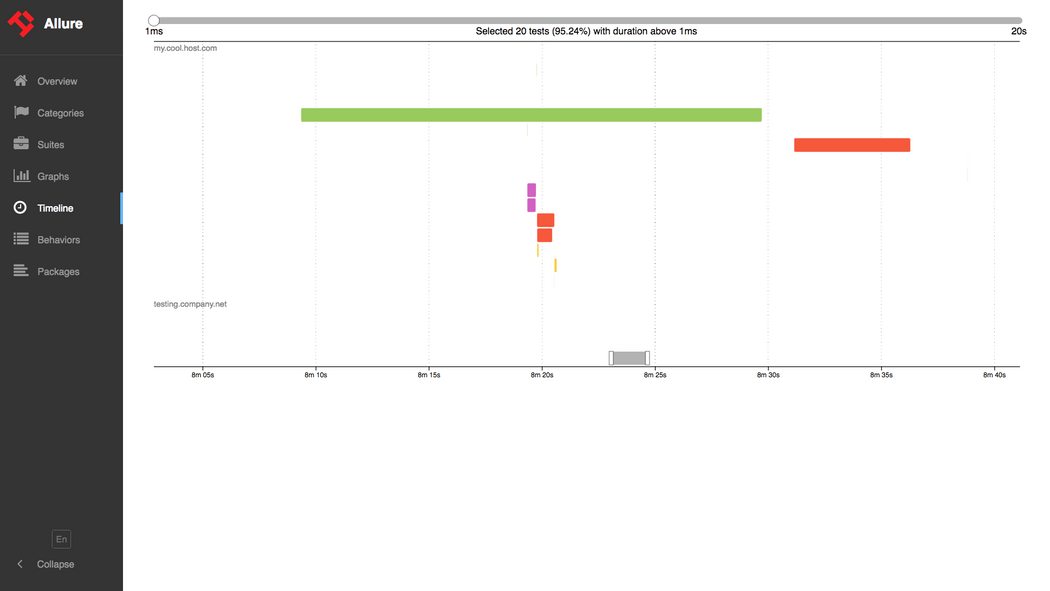 Allure
Overview
Categories
Suites
Graphs
Timeline
Behaviors
Packages
En
Collapse
1ms
Selected 20 tests (95.24%) with duration above 1ms
20s
my.cool.host.com
testing.company.net
8m 05s
8m 10s
8m 15s
8m 20s
8m 25s
8m 30s
8m 35s
8m 40s